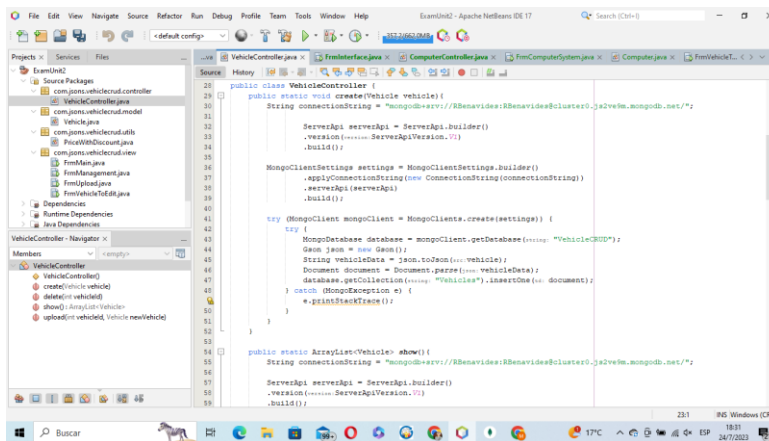 File Edit View Navigate Source Refactor Run Debug Profile Team Tools Window Help
ExamUnit2 - Apache NetBeans IDE 17
Search (Ctrl+I)
<default config>
357.2/662.0MB
Projects × Services Files
ExamUnit2
Source Packages
com.jsons.vehiclecrud.controller
VehicleController.java
com.jsons.vehiclecrud.model
Vehicle.java
com.jsons.vehiclecrud.utils
PriceWithDiscount.java
com.jsons.vehiclecrud.view
FrmMain.java
FrmManagement.java
FrmUpload.java
FrmVehicleToEdit.java
Dependencies
Runtime Dependencies
Java Dependencies
VehicleController - Navigator ×
Members <empty>
VehicleController
VehicleController()
create(Vehicle vehicle)
delete(int vehicleId)
show() : ArrayList<Vehicle>
upload(int vehicleId, Vehicle newVehicle)
...va VehicleController.java × FrmInterface.java × ComputerController.java × FrmComputerSystem.java × Computer.java × FrmVehicleT...
Source History
28 public class VehicleController {
29 public static void create(Vehicle vehicle){
30 String connectionString = "mongodb+srv://RBenavides:RBenavides@cluster0.js2ve9m.mongodb.net/";
31
32 ServerApi serverApi = ServerApi.builder()
33 .version(version:ServerApiVersion.V1)
34 .build();
35
36 MongoClientSettings settings = MongoClientSettings.builder()
37 .applyConnectionString(new ConnectionString(connectionString))
38 .serverApi(serverApi)
39 .build();
40
41 try (MongoClient mongoClient = MongoClients.create(settings)) {
42 try {
43 MongoDatabase database = mongoClient.getDatabase(string: "VehicleCRUD");
44 Gson json = new Gson();
45 String vehicleData = json.toJson(src:vehicle);
46 Document document = Document.parse(json:vehicleData);
47 database.getCollection(string: "Vehicles").insertOne(td: document);
48 } catch (MongoException e) {
e.printStackTrace();
50 }
51 }
52 }
53
54 public static ArrayList<Vehicle> show(){
55 String connectionString = "mongodb+srv://RBenavides:RBenavides@cluster0.js2ve9m.mongodb.net/";
56
57 ServerApi serverApi = ServerApi.builder()
58 .version(version:ServerApiVersion.V1)
59 .build();
23:1 INS Windows (CR
Buscar
99+
17°C
ESP
18:31
24/7/2023